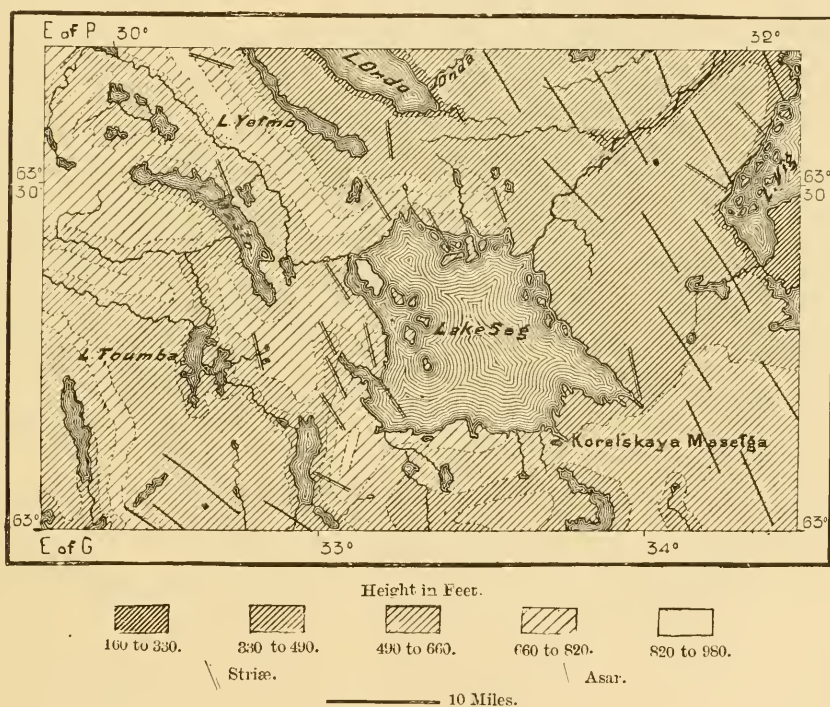 E of P 30° 32°
L.Onda
Onda
L.Yelmo
63°
30'
63°
30'
L.Vig
Lake Seg
L.Toumba
Korelskaya Maselga
63°
63°
E of G 33° 34°
Height in Feet.
160 to 330. 330 to 490. 490 to 660. 660 to 820. 820 to 980.
Striæ. Asar.
10 Miles.